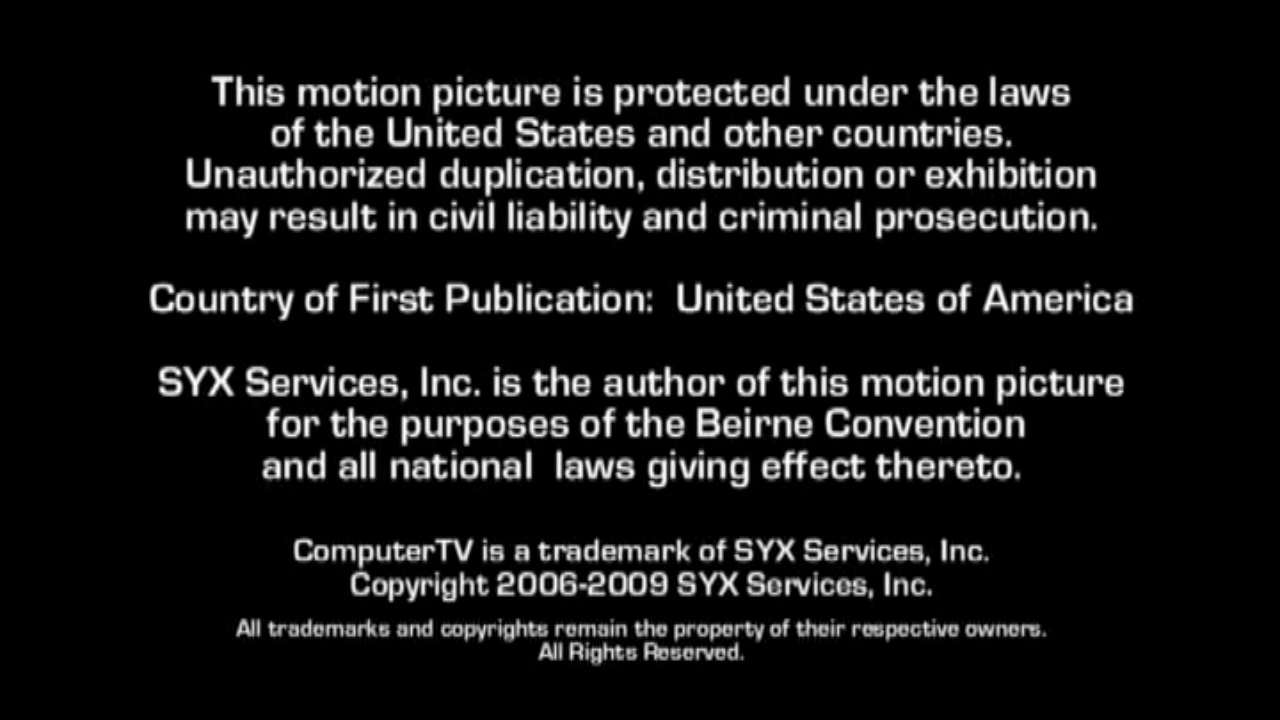 This motion picture is protected under the laws
of the United States and other countries.
Unauthorized duplication, distribution or exhibition
may result in civil liability and criminal prosecution.
Country of First Publication:  United States of America
SYX Services, Inc. is the author of this motion picture
for the purposes of the Beirne Convention
and all national  laws giving effect thereto.
ComputerTV is a trademark of SYX Services, Inc.
Copyright 2006-2009 SYX Services, Inc.
All trademarks and copyrights remain the property of their respective owners.
All Rights Reserved.